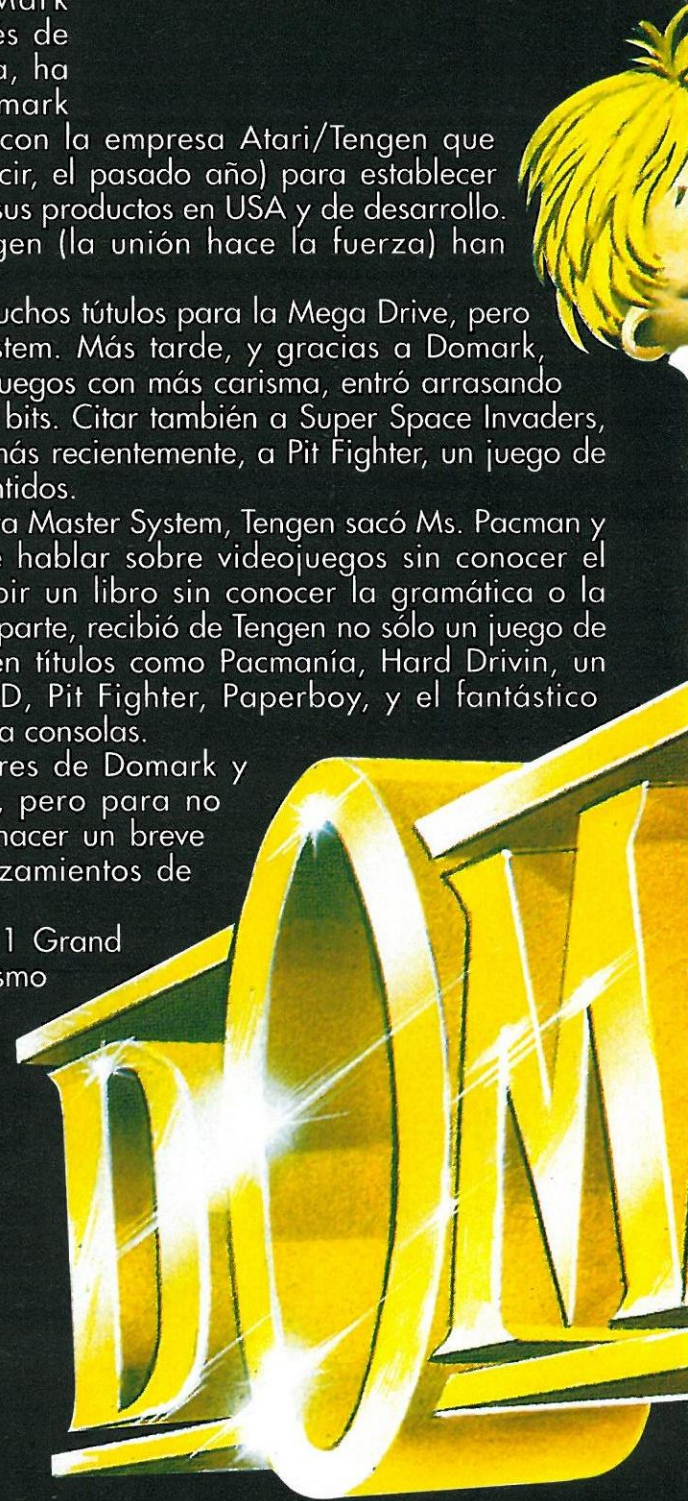 Mark
es de
a, ha
mark
con la empresa Atari/Tengen que
cir, el pasado año) para establecer
sus productos en USA y de desarrollo.
gen (la unión hace la fuerza) han
uchos tútulos para la Mega Drive, pero
stem. Más tarde, y gracias a Domark,
juegos con más carisma, entró arrasando
bits. Citar también a Super Space Invaders,
más recientemente, a Pit Fighter, un juego de
ntidos.
ra Master System, Tengen sacó Ms. Pacman y
e hablar sobre videojuegos sin conocer el
bir un libro sin conocer la gramática o la
parte, recibió de Tengen no sólo un juego de
en títulos como Pacmanía, Hard Drivin, un
D, Pit Fighter, Paperboy, y el fantástico
a consolas.
res de Domark y
, pero para no
hacer un breve
zamientos de
1 Grand
smo
DOM